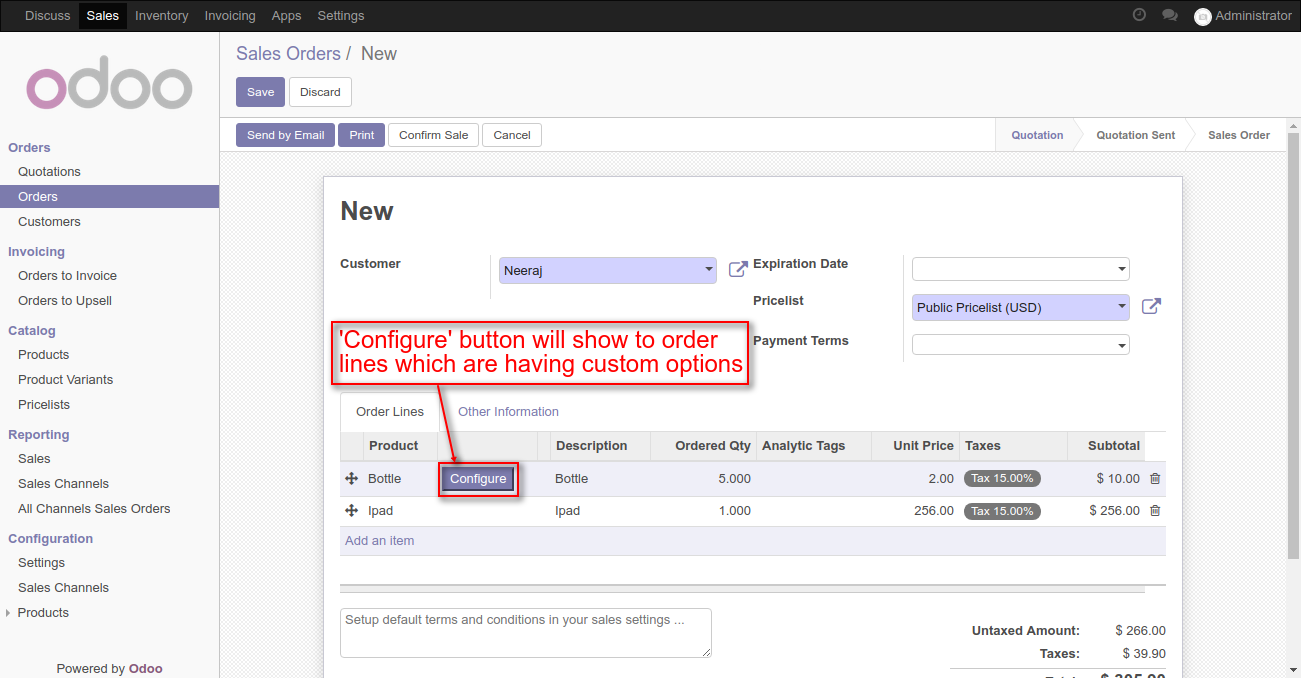 Discuss Sales Inventory Invoicing Apps Settings Administrator
odoo
Orders
Quotations
Orders
Customers
Invoicing
Orders to Invoice
Orders to Upsell
Catalog
Products
Product Variants
Pricelists
Reporting
Sales
Sales Channels
All Channels Sales Orders
Configuration
Settings
Sales Channels
Products
Powered by Odoo
Sales Orders / New
Save Discard
Send by Email Print Confirm Sale Cancel Quotation Quotation Sent Sales Order
New
Customer Neeraj
Expiration Date
Pricelist Public Pricelist (USD)
Payment Terms
'Configure' button will show to order
lines which are having custom options
Order Lines Other Information
Product Description Ordered Qty Analytic Tags Unit Price Taxes Subtotal
Bottle Configure Bottle 5.000 2.00 Tax 15.00% $ 10.00
Ipad Ipad 1.000 256.00 Tax 15.00% $ 256.00
Add an item
Setup default terms and conditions in your sales settings ...
Untaxed Amount: $ 266.00
Taxes: $ 39.90